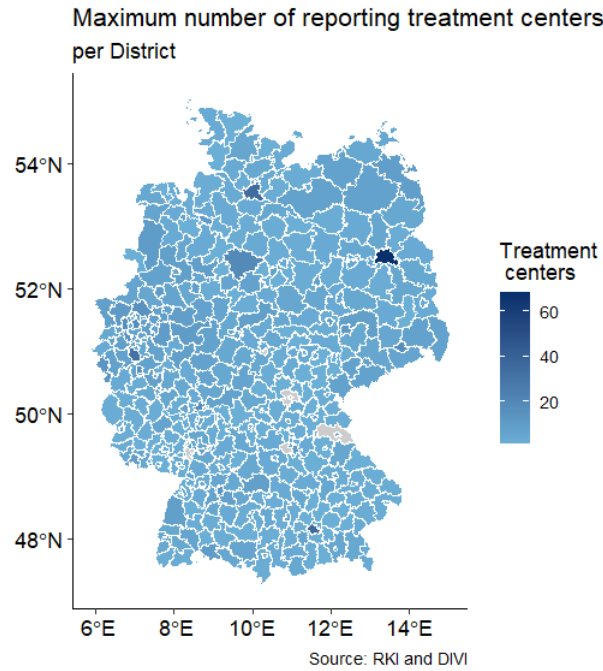 Maximum number of reporting treatment centers
per District
54°N
52°N
50°N
48°N
6°E
8°E
10°E
12°E
14°E
Treatment
centers
60
40
20
Source: RKI and DIVI